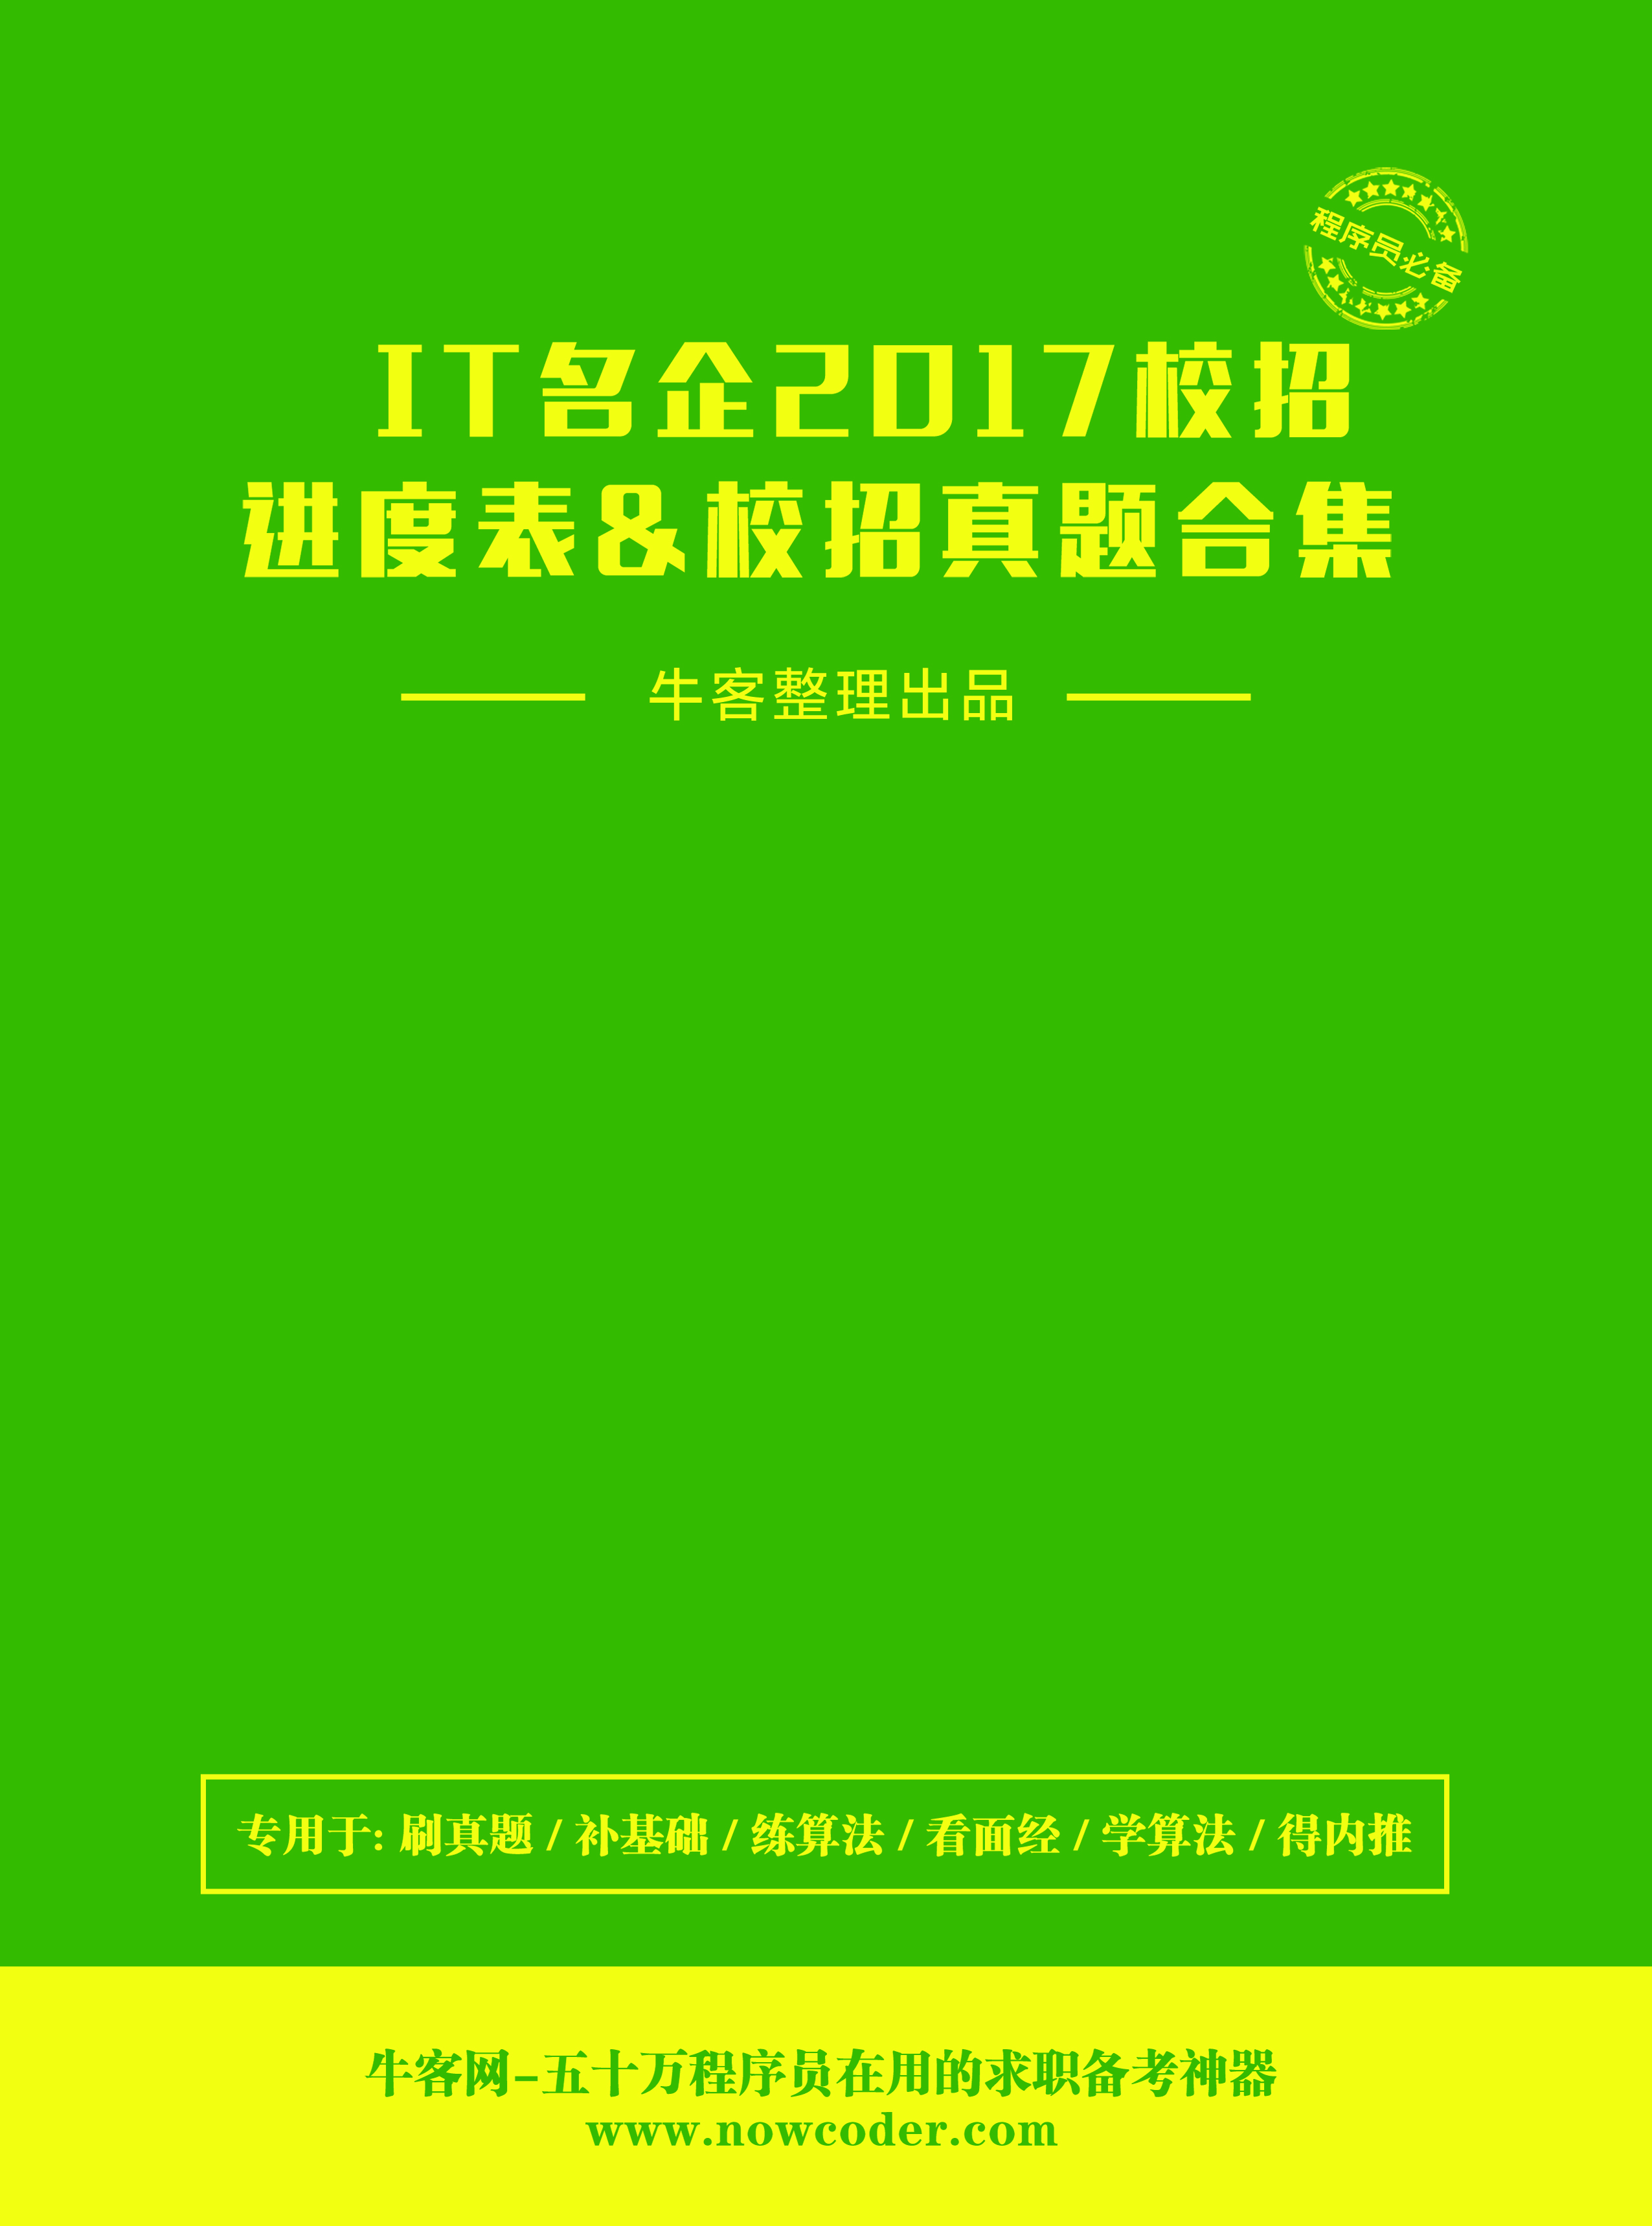 程序员必备
IT名企2017校招
进度表&校招真题合集
牛客整理出品
专用于: 刷真题 / 补基础 / 练算法 / 看面经 / 学算法 / 得内推
牛客网-五十万程序员在用的求职备考神器
www.nowcoder.com